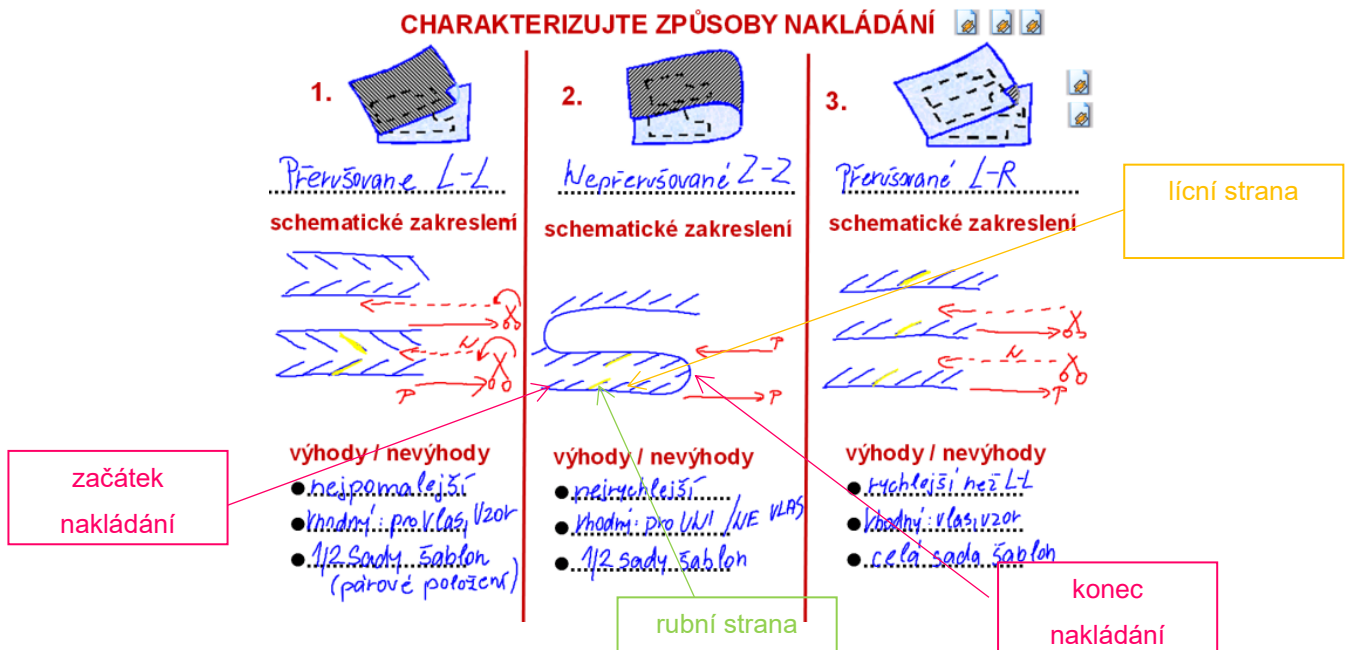 CHARAKTERIZUJTE ZPŮSOBY NAKLÁDÁNÍ
1.
Přerušované L-L
schematické zakreslení
N
P
výhody / nevýhody
nejpomalejší
Vhodný: pro vlas, vzor
1/2 sady šablon
(párové položení)
2.
Nepřerušované Z-Z
schematické zakreslení
P
P
výhody / nevýhody
nejrychlejší
vhodný: pro UNI / NE VLAS
1/2 sady šablon
3.
Přerušované L-R
schematické zakreslení
N
P
výhody / nevýhody
rychlejší než L-L
Vhodný: vlas, vzor
celá sada šablon
lícní strana
začátek
nakládání
rubní strana
konec
nakládání